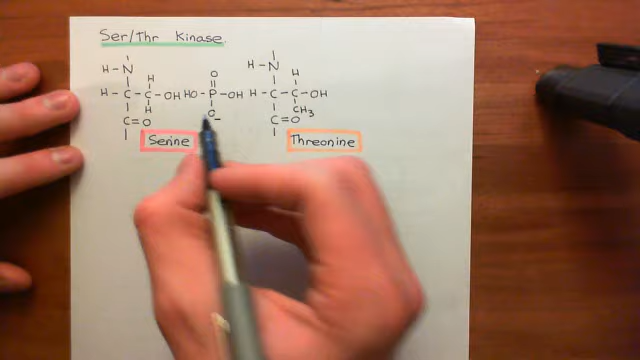 Ser/Thr Kinase.
H-N
H
H-C-C-OH
H
C=O
Serine
O
HO-P-OH
O-
H-N
H
H-C-C-OH
CH3
C=O
Threonine